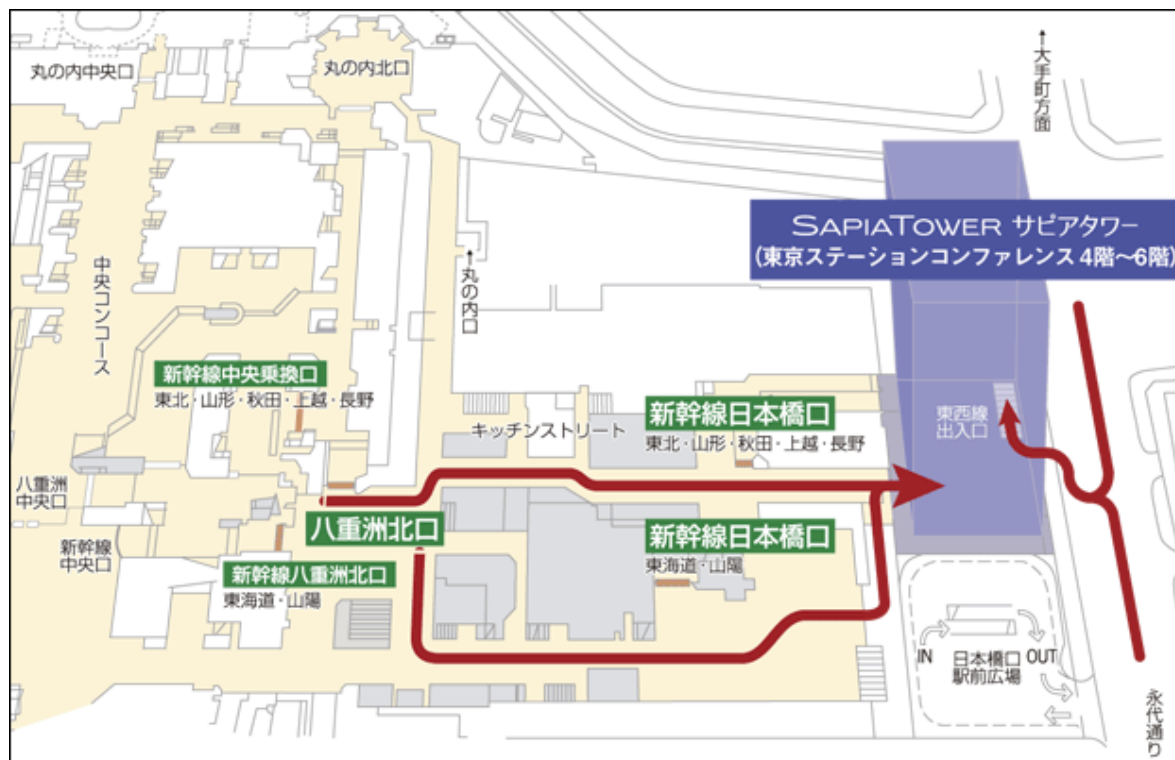 丸の内中央口
丸の内北口
↑大手町方面
SAPIATOWER サピアタワー
(東京ステーションコンファレンス 4階〜6階)
中央コンコース
↑丸の内口
新幹線中央乗換口
東北・山形・秋田・上越・長野
キッチンストリート
新幹線日本橋口
東北・山形・秋田・上越・長野
東西線
出入口
八重洲
中央口
新幹線
中央口
八重洲北口
新幹線八重洲北口
東海道・山陽
新幹線日本橋口
東海道・山陽
IN
日本橋口
駅前広場
OUT
永代通り